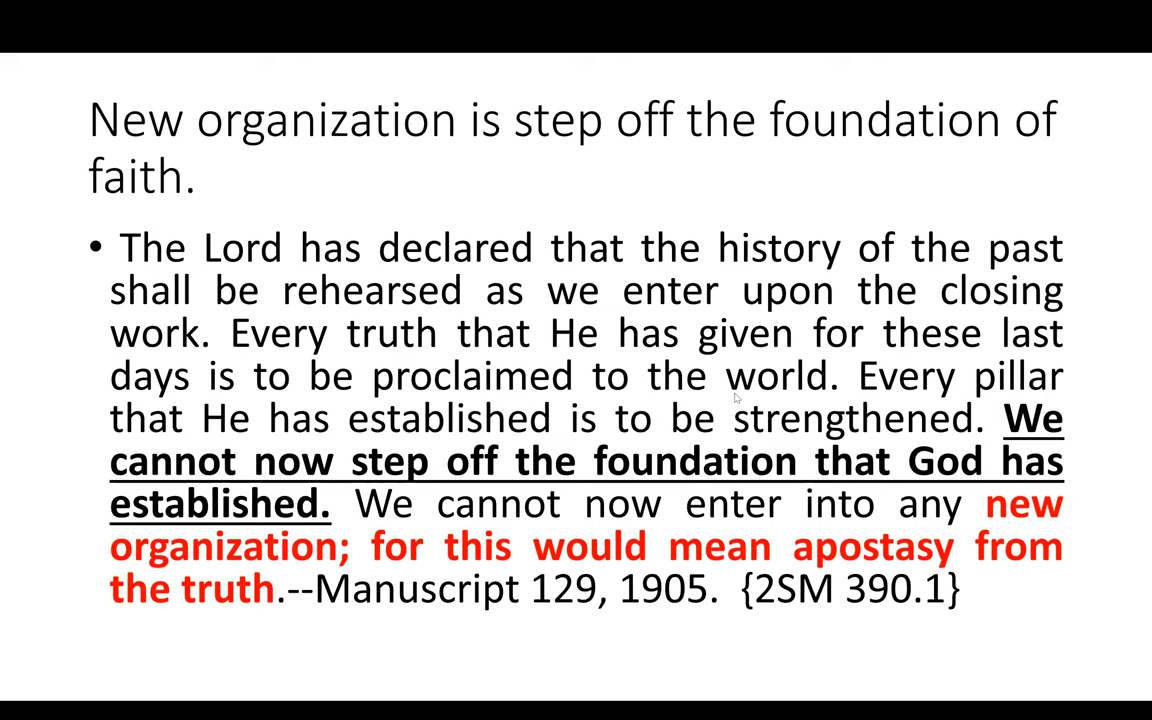 New organization is step off the foundation of
faith.
• The Lord has declared that the history of the past
shall be rehearsed as we enter upon the closing
work. Every truth that He has given for these last
days is to be proclaimed to the world. Every pillar
that He has established is to be strengthened. We
cannot now step off the foundation that God has
established. We cannot now enter into any new
organization; for this would mean apostasy from
the truth.--Manuscript 129, 1905.  {2SM 390.1}